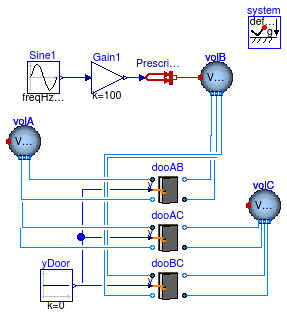 system
def...
g
Sine1
Gain1
Prescri...
volB
V...
freqHz...
k=100
volA
V...
dooAB
y
volC
V...
dooAC
y
yDoor
dooBC
y
k=0